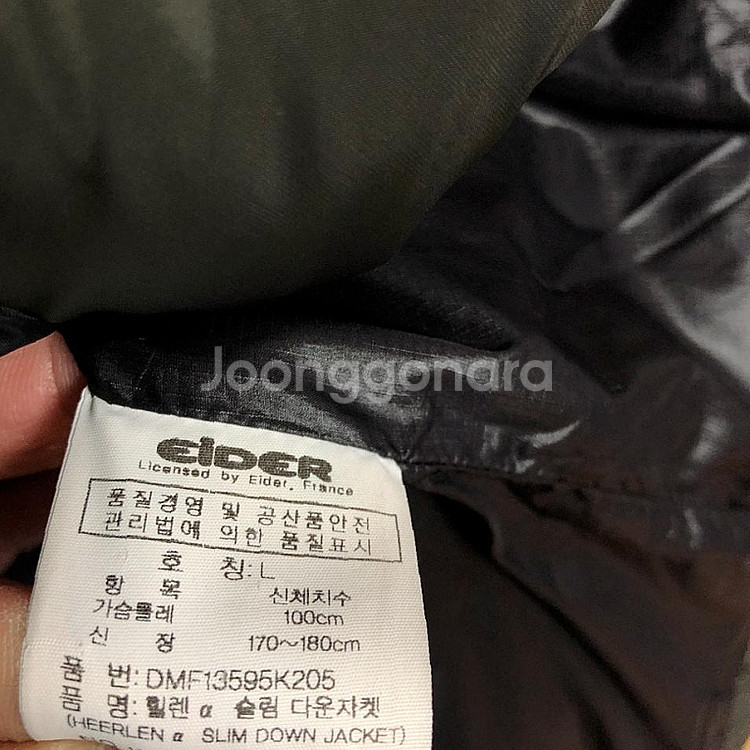 Joonggonara
EIDER
Licensed by Eider, France
품질경영 및 공산품안전
관리법에 의한 품질표시
호 칭: L
항 목 신체치수
가슴둘레 100cm
신 장 170~180cm
품 번: DMF13595K205
품 명: 힐렌 α 슬림 다운자켓
(HEERLEN α SLIM DOWN JACKET)